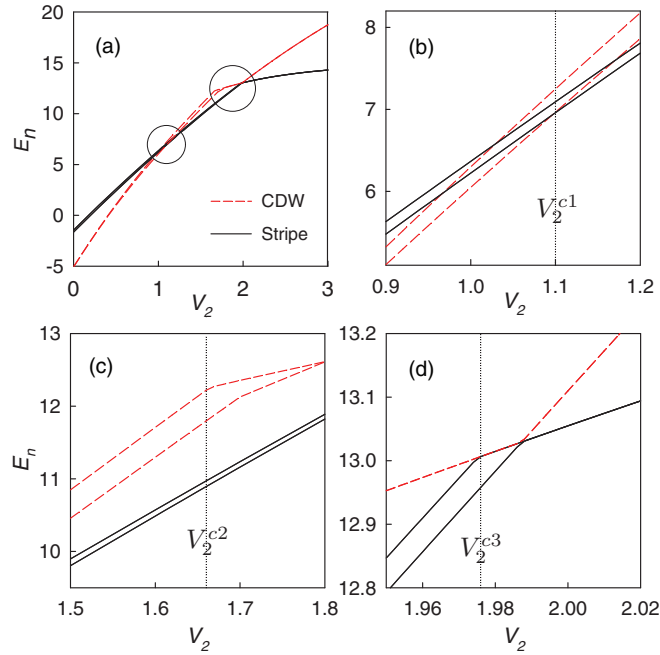 (a)
20
15
10
5
0
-5
E_n
0 1 2 3
V_2
CDW
Stripe
(b)
8
7
6
0.9 1.0 1.1 1.2
V_2
V_2^{c1}
(c)
13
12
11
10
E_n
1.5 1.6 1.7 1.8
V_2
V_2^{c2}
(d)
13.2
13.1
13.0
12.9
12.8
1.96 1.98 2.00 2.02
V_2
V_2^{c3}